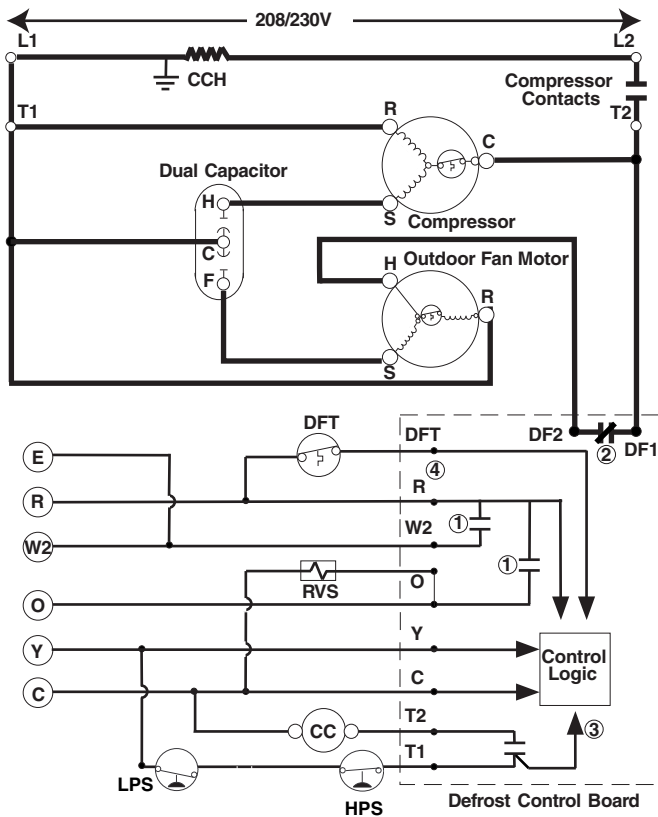 208/230V
L1
L2
CCH
Compressor
Contacts
T1
T2
R
C
Dual Capacitor
H
S
Compressor
C
H
Outdoor Fan Motor
F
R
S
DFT
DFT
DF2
DF1
2
E
4
R
R
1
W2
W2
1
RVS
O
O
Y
Y
Control
Logic
C
C
T2
CC
3
T1
LPS
HPS
Defrost Control Board